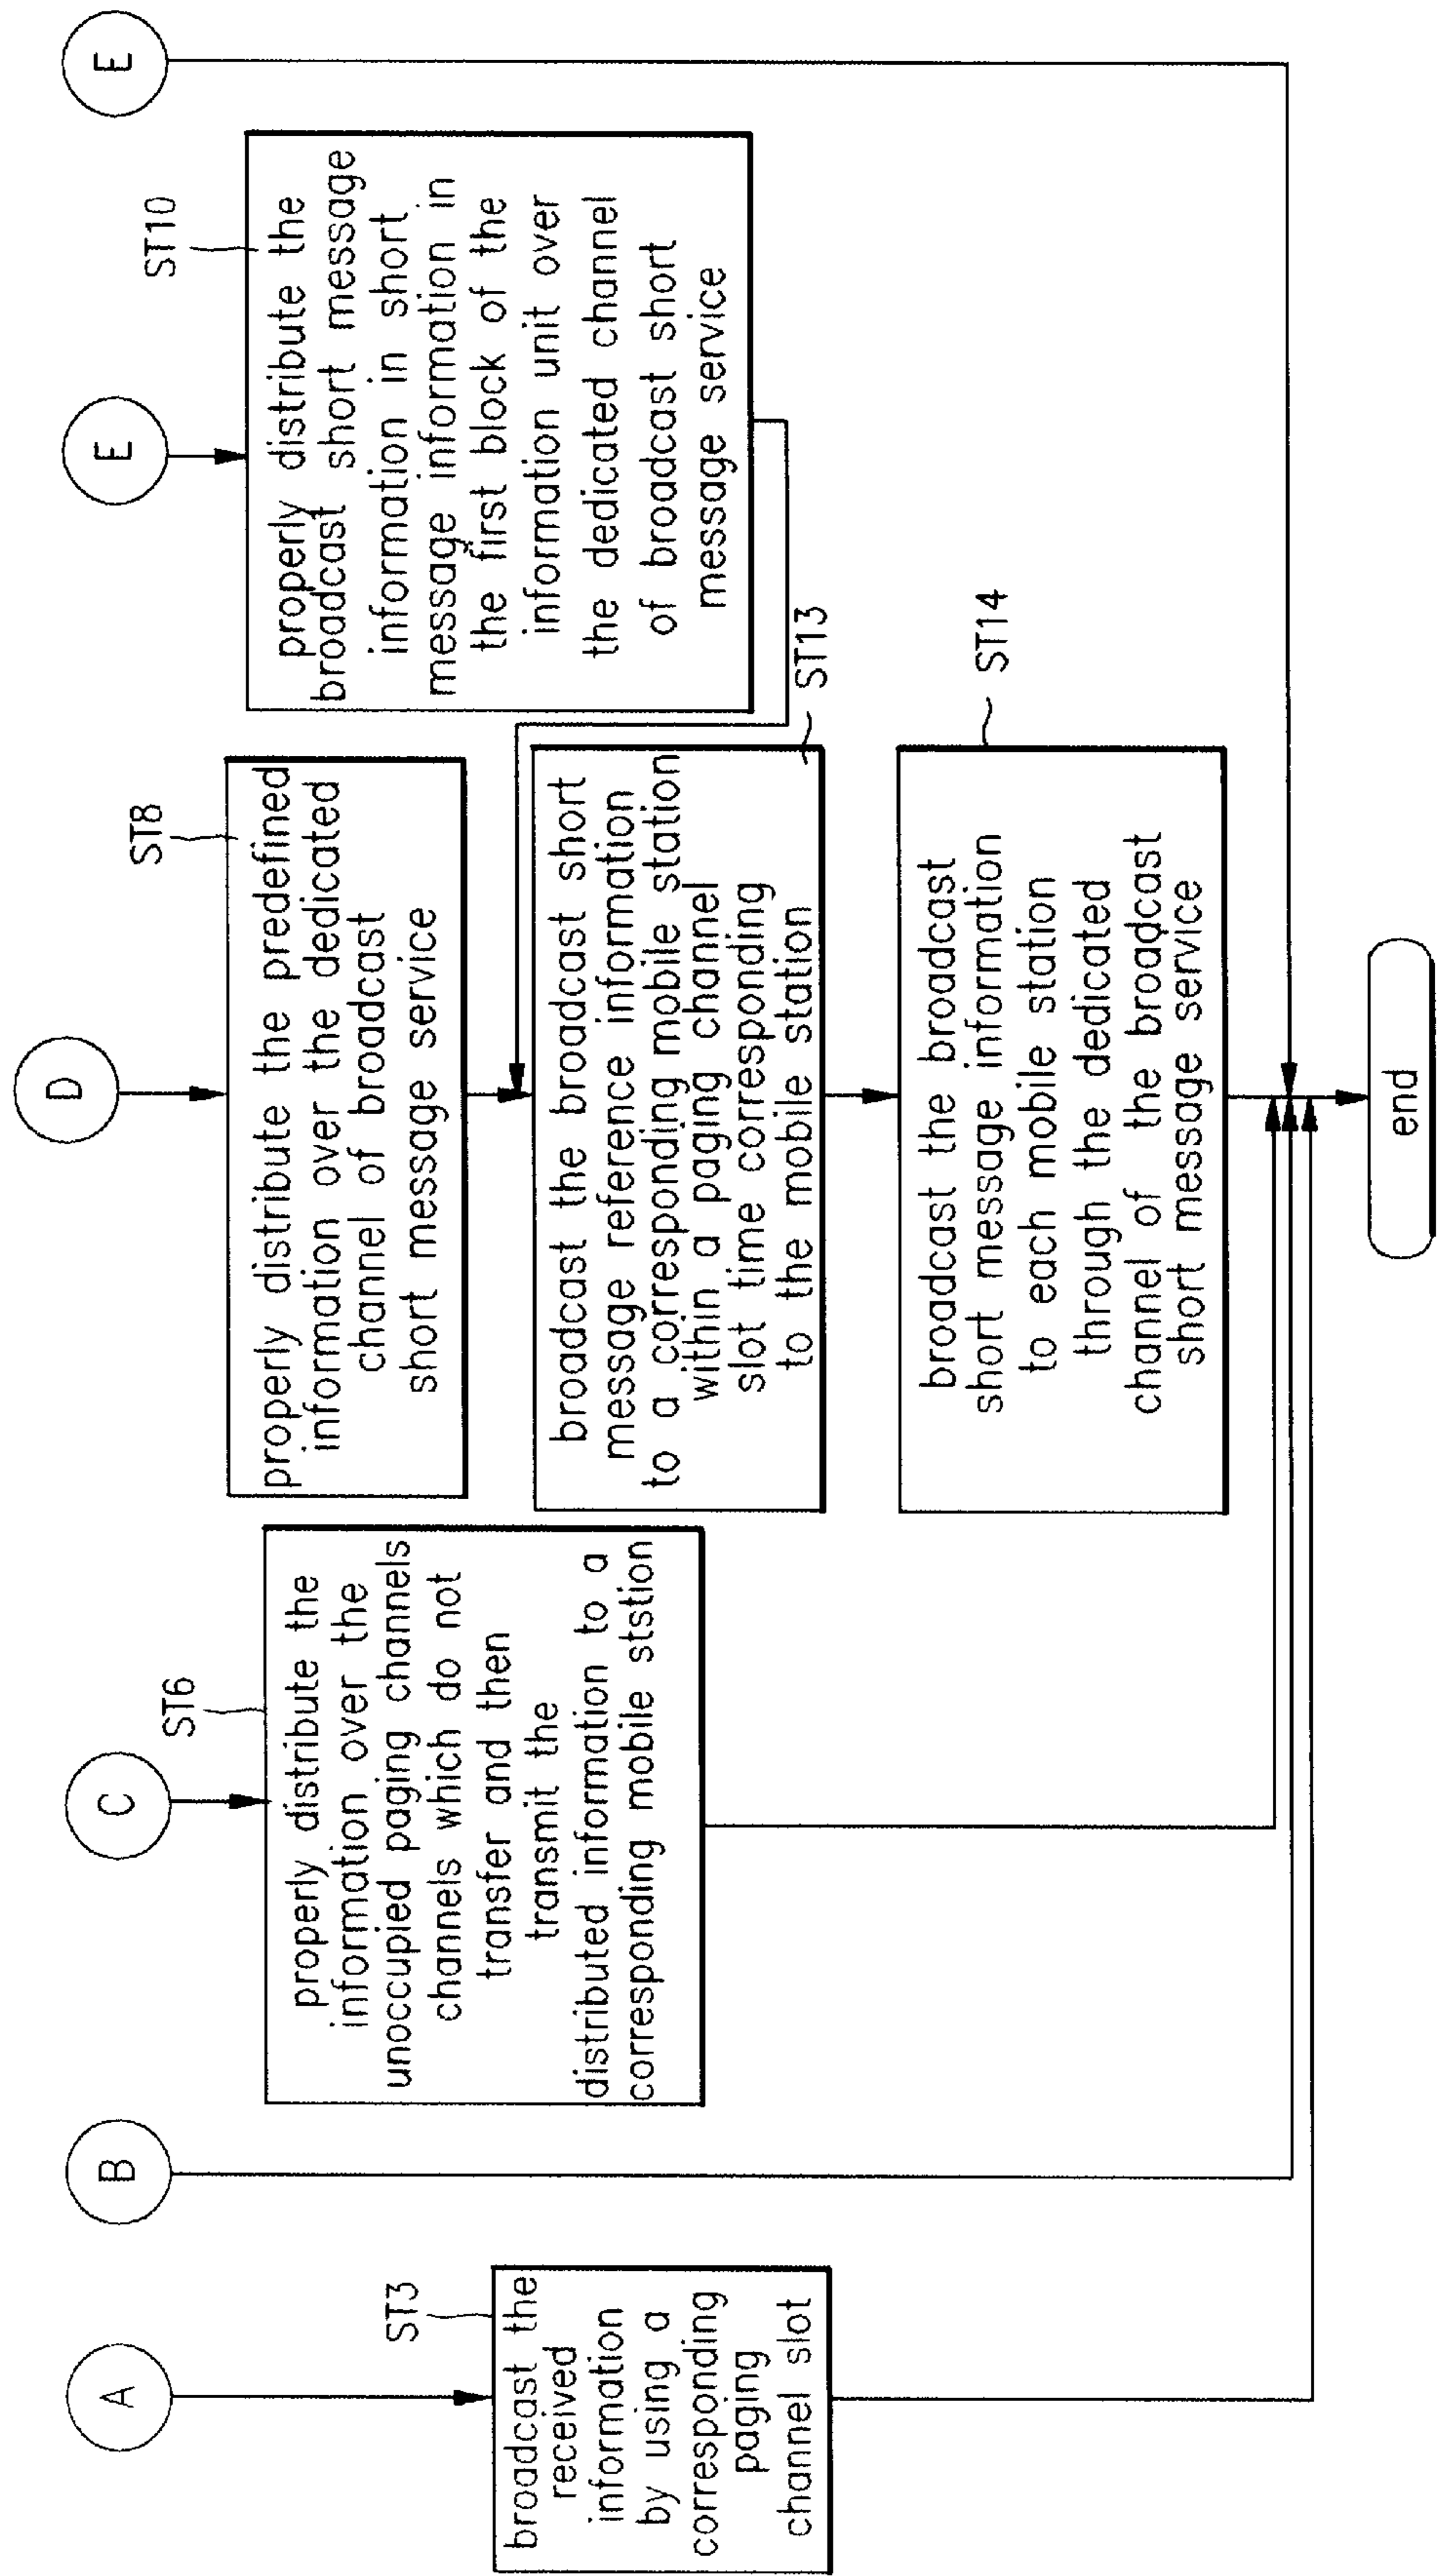 A
B
C
D
E
E
ST3
broadcast the
received
information
by using a
corresponding
paging
channel slot
ST6
properly distribute the
information over the
unoccupied paging channels
channels which do not
transfer and then
transmit the
distributed information to a
corresponding mobile ststion
ST8
properly distribute the predefined
information over the dedicated
channel of broadcast
short message service
ST10
properly distribute the
broadcast short message
information in short
message information in
the first block of the
information unit over
the dedicated channel
of broadcast short
message service
ST13
broadcast the broadcast short
message reference information
to a corresponding mobile station
within a paging channel
slot time corresponding
to the mobile station
ST14
broadcast the broadcast
short message information
to each mobile station
through the dedicated
channel of the broadcast
short message service
end